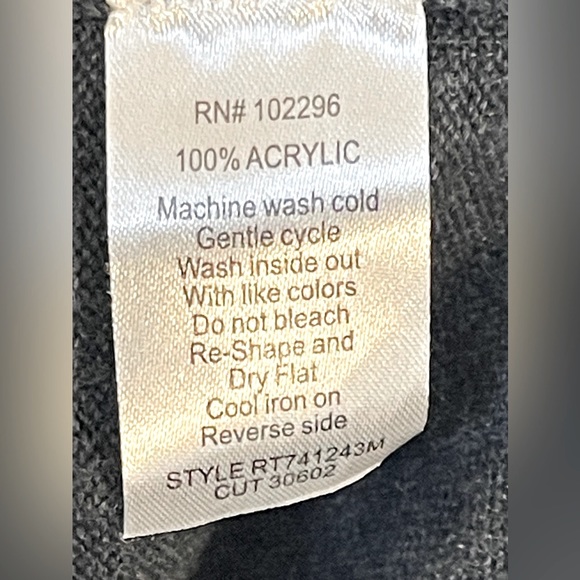 RN# 102296
100% ACRYLIC
Machine wash cold
Gentle cycle
Wash inside out
With like colors
Do not bleach
Re-Shape and
Dry Flat
Cool iron on
Reverse side
STYLE RT741243M
CUT 30602